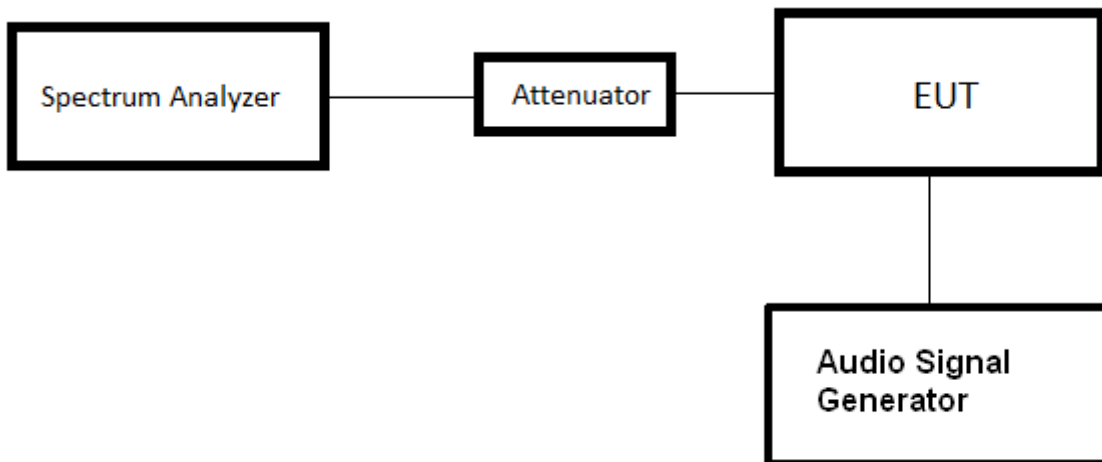 Spectrum Analyzer
Attenuator
EUT
Audio Signal
Generator